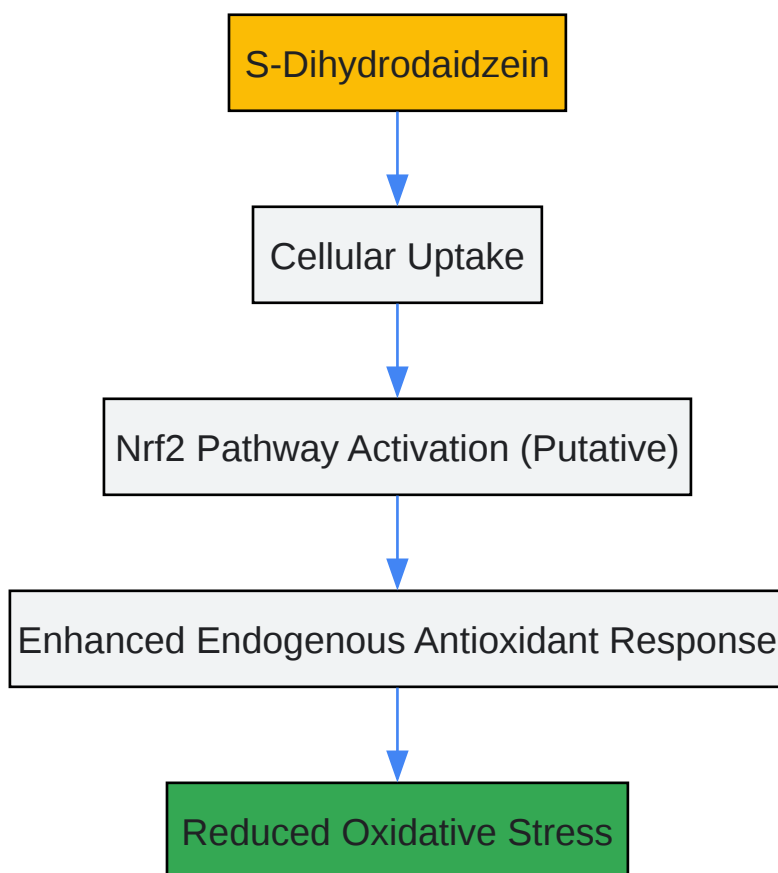 S-Dihydrodaidzein
Cellular Uptake
Nrf2 Pathway Activation (Putative)
Enhanced Endogenous Antioxidant Response
Reduced Oxidative Stress